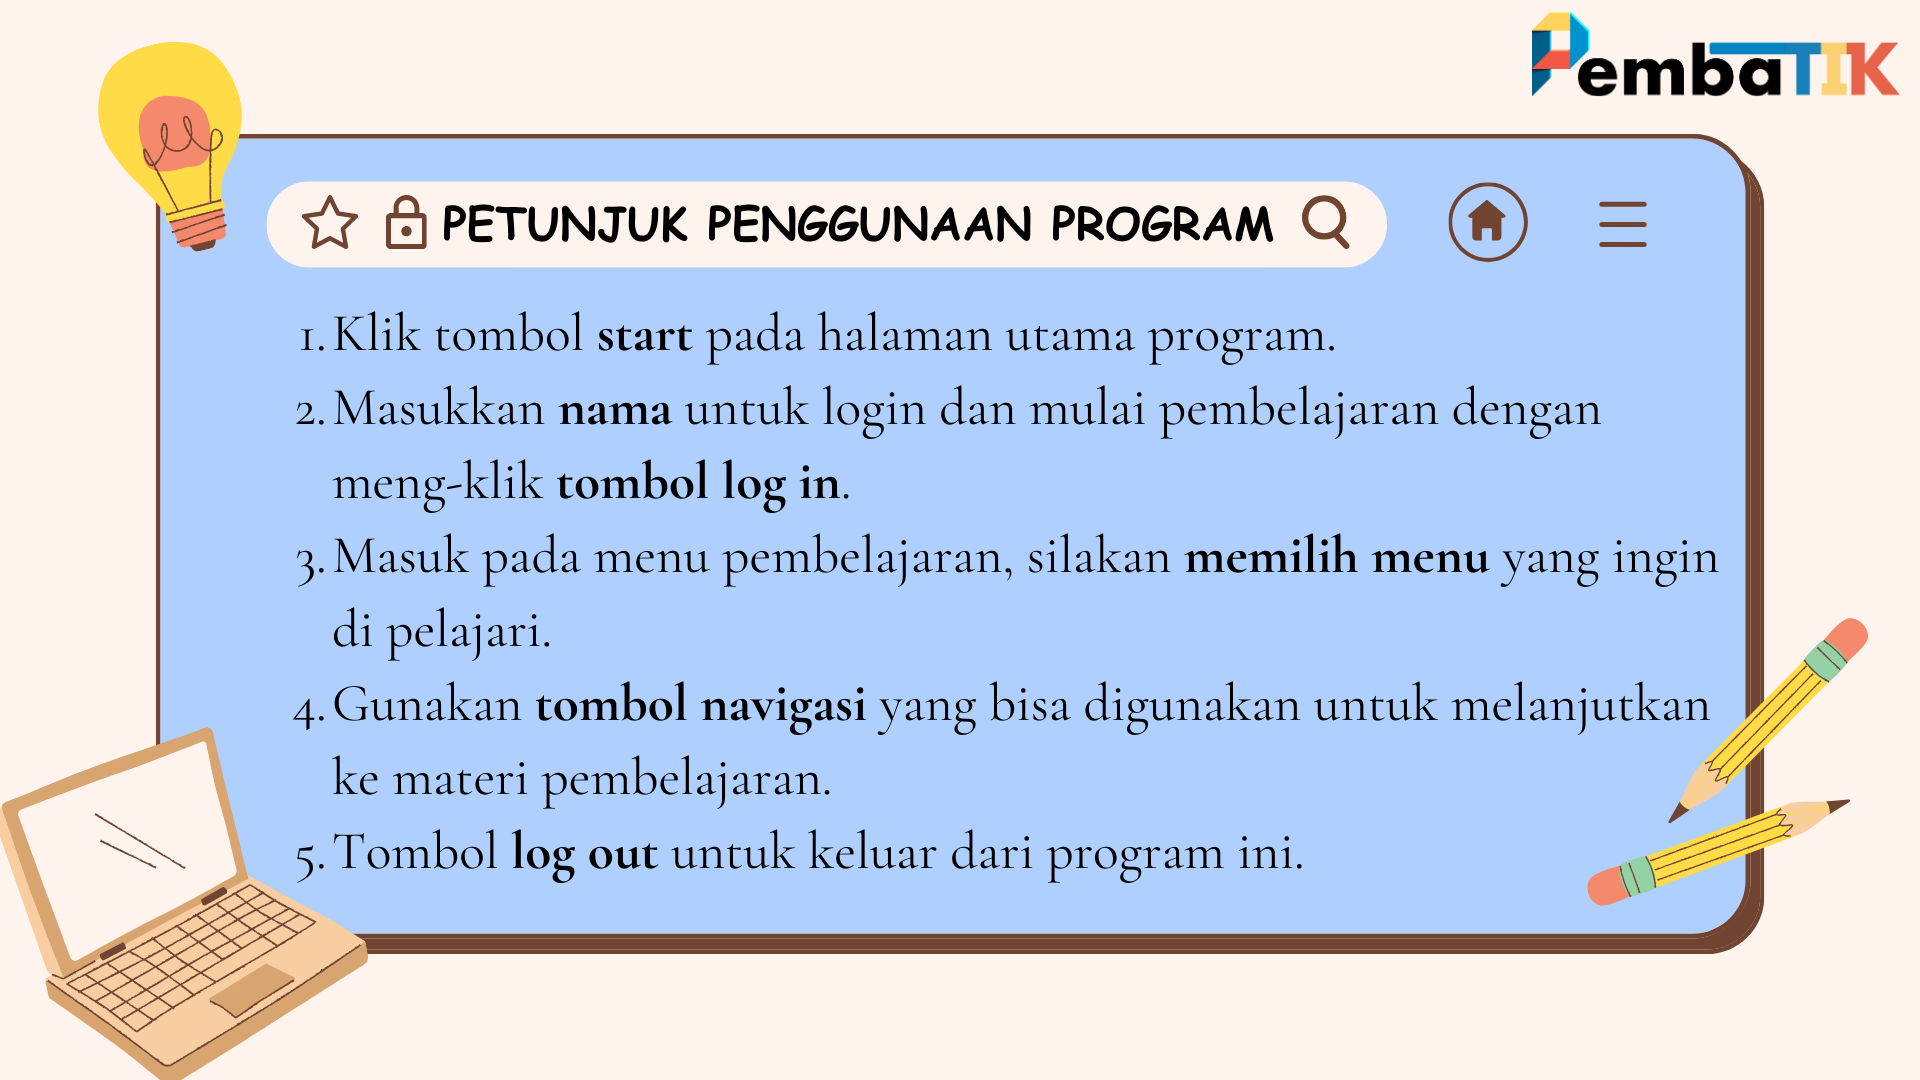 PembaTIK
PETUNJUK PENGGUNAAN PROGRAM
1. Klik tombol start pada halaman utama program.
2. Masukkan nama untuk login dan mulai pembelajaran dengan
meng-klik tombol log in.
3. Masuk pada menu pembelajaran, silakan memilih menu yang ingin
di pelajari.
4. Gunakan tombol navigasi yang bisa digunakan untuk melanjutkan
ke materi pembelajaran.
5. Tombol log out untuk keluar dari program ini.